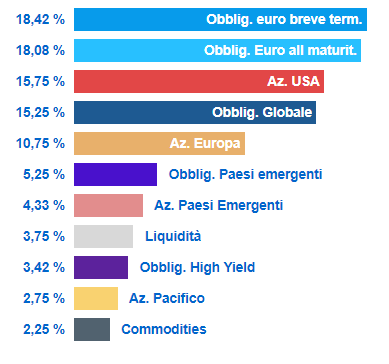 18,42 % Obblig. euro breve term.
18,08 % Obblig. Euro all maturit.
15,75 % Az. USA
15,25 % Obblig. Globale
10,75 % Az. Europa
5,25 % Obblig. Paesi emergenti
4,33 % Az. Paesi Emergenti
3,75 % Liquidità
3,42 % Obblig. High Yield
2,75 % Az. Pacifico
2,25 % Commodities